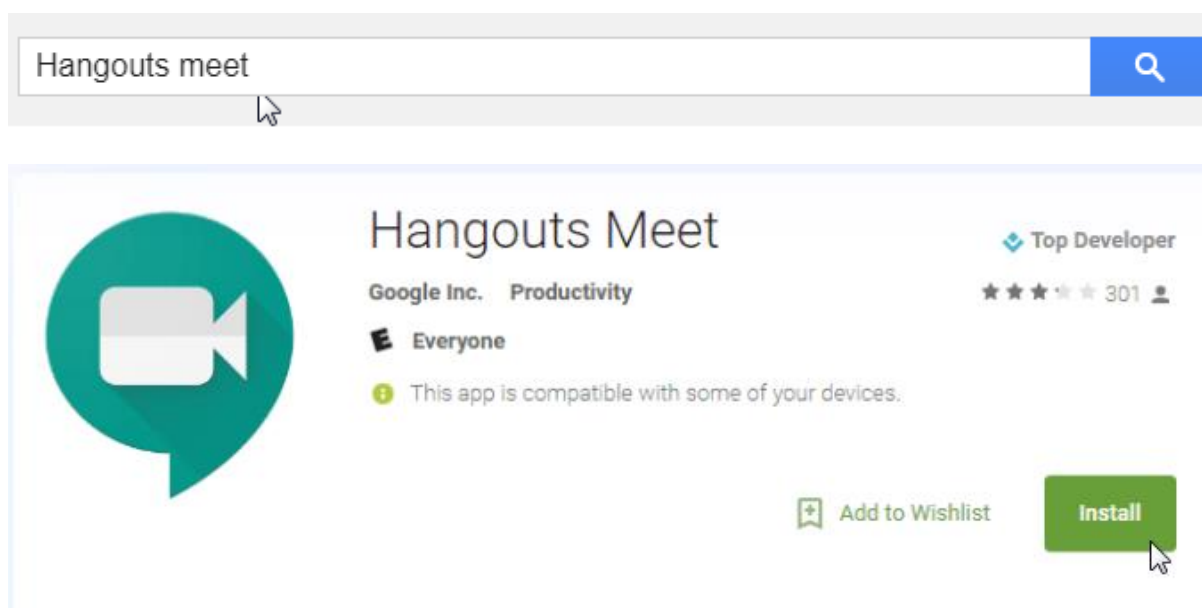 Hangouts meet
Hangouts Meet
Top Developer
Google Inc. Productivity
301
E Everyone
This app is compatible with some of your devices.
Add to Wishlist
Install